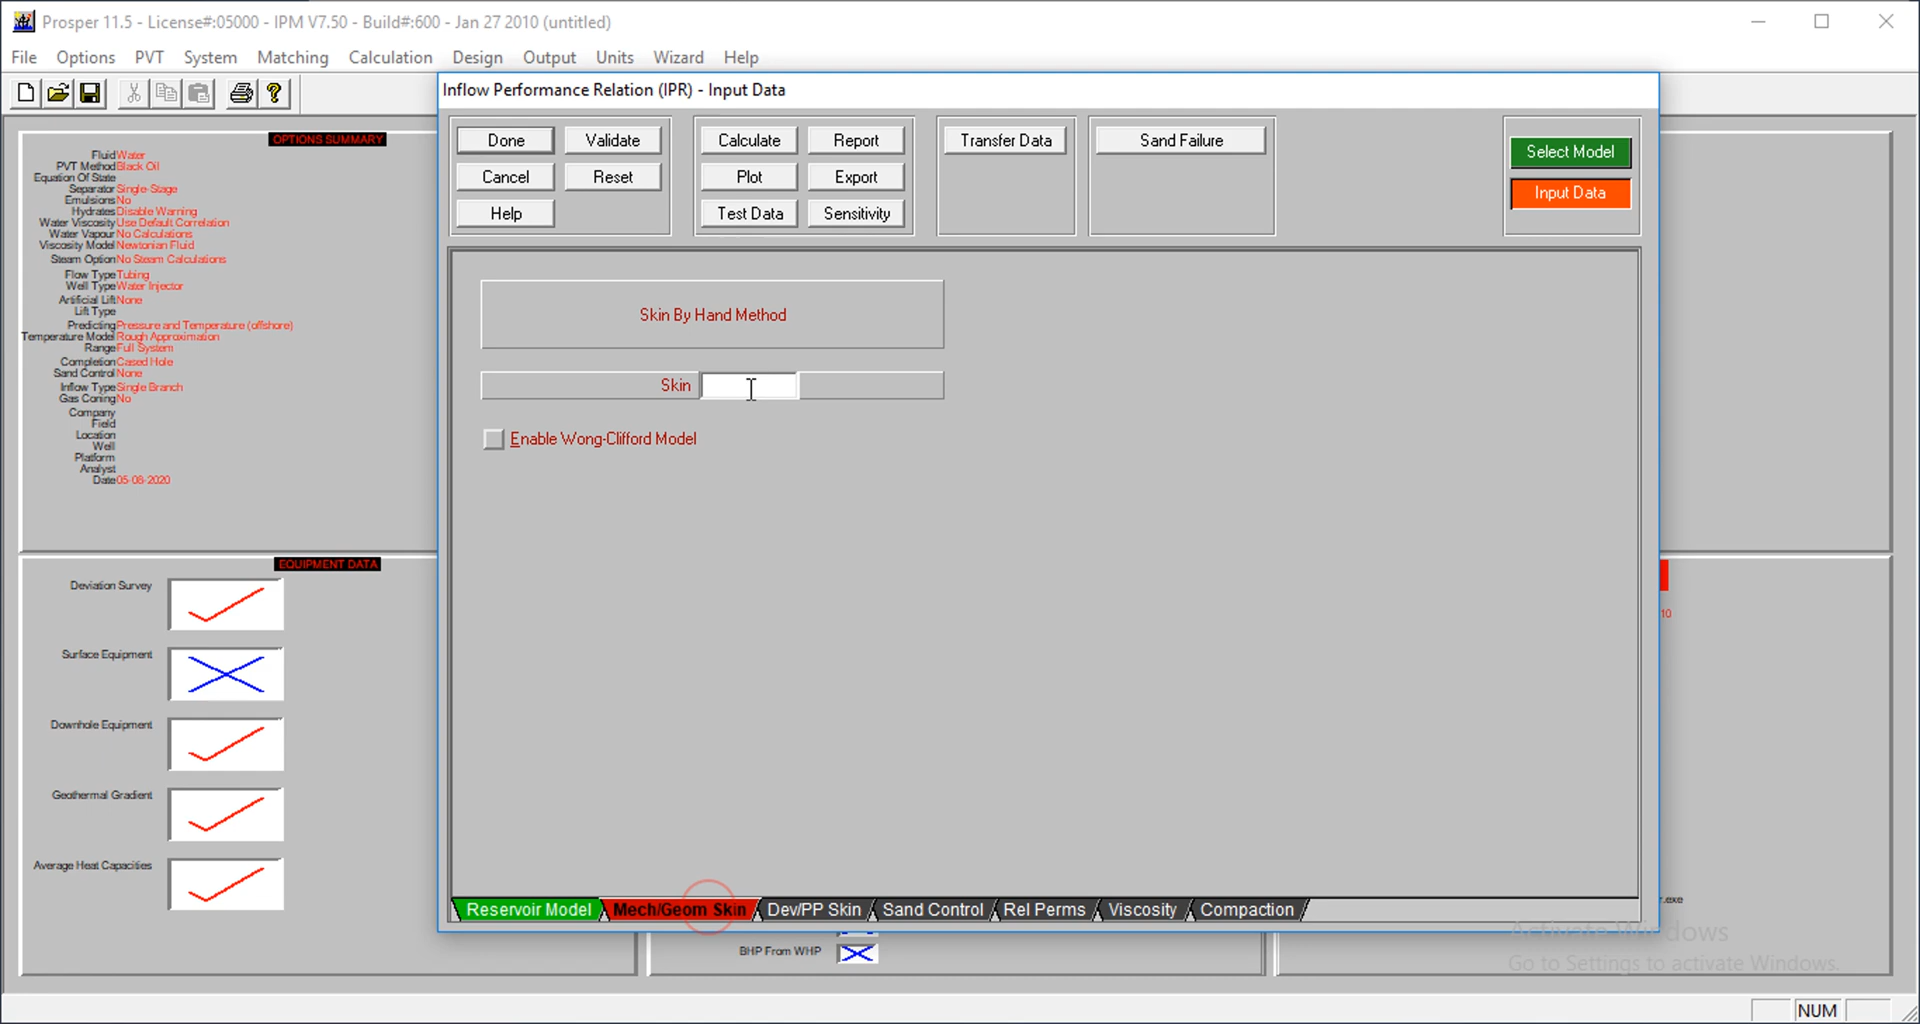 Prosper 11.5 - License#:05000 - IPM V7.50 - Build#:600 - Jan 27 2010 (untitled)
File Options PVT System Matching Calculation Design Output Units Wizard Help
Inflow Performance Relation (IPR) - Input Data
Done Validate Calculate Report Transfer Data Sand Failure Select Model
Cancel Reset Plot Export Input Data
Help Test Data Sensitivity
OPTIONS SUMMARY
Fluid Water
PVT Method Black Oil
Equation Of State
Separator Single-Stage
Emulsions No
Hydrates Disable Warning
Water Viscosity Use Default Correlation
Water Vapour No Calculations
Viscosity Model Newtonian Fluid
Steam Option No Steam Calculations
Flow Type Tubing
Well Type Water Injector
Artificial Lift None
Lift Type
Predicting Pressure and Temperature (offshore)
Temperature Model Rough Approximation
Range Full System
Completion Cased Hole
Sand Control None
Inflow Type Single Branch
Gas Coning No
Company
Field
Location
Well
Platform
Analyst
Date 05-08-2020
Skin By Hand Method
Skin
Enable Wong-Clifford Model
EQUIPMENT DATA
Deviation Survey
Surface Equipment
Downhole Equipment
Geothermal Gradient
Average Heat Capacities
10
r.exe
Reservoir Model Mech/Geom Skin Dev/PP Skin Sand Control Rel Perms Viscosity Compaction
BHP From WHP
Activate Windows
Go to Settings to activate Windows.
NUM